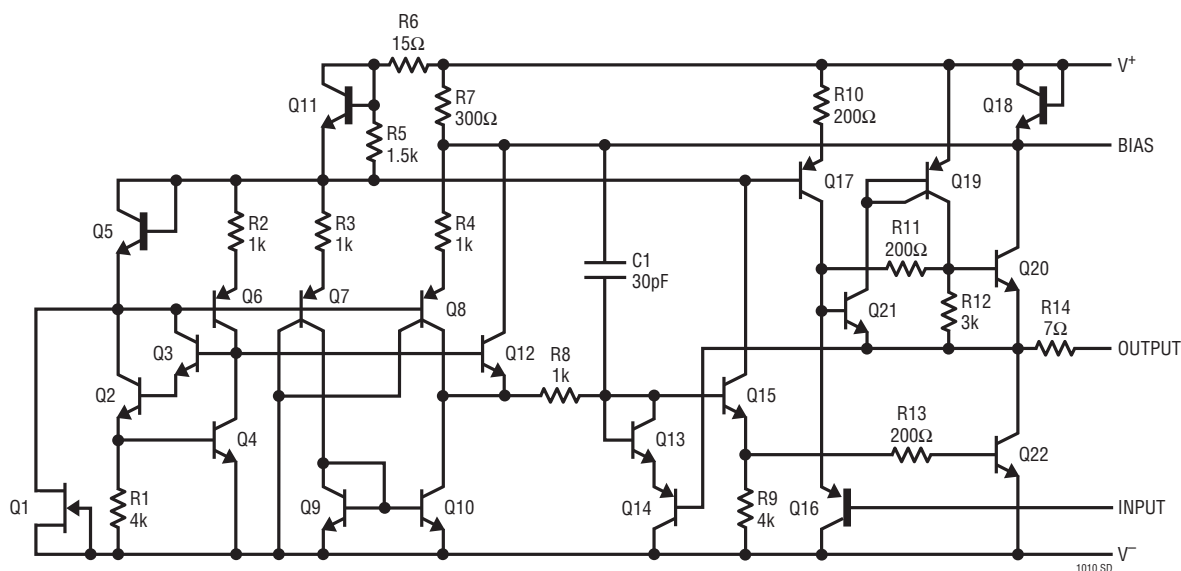 R6
15Ω
V+
Q11
R7
300Ω
R10
200Ω
Q18
R5
1.5k
BIAS
Q17
Q19
Q5
R2
1k
R3
1k
R4
1k
R11
200Ω
C1
30pF
Q20
Q6
Q7
Q8
Q21
R12
3k
R14
7Ω
Q3
Q12
R8
1k
OUTPUT
Q2
Q15
R13
200Ω
Q4
Q13
Q22
Q1
R1
4k
Q9
Q10
Q14
R9
4k
Q16
INPUT
V–
1010 SD